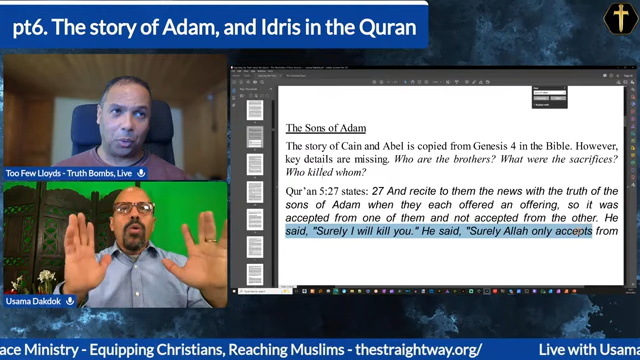 pt6. The story of Adam, and Idris in the Quran
Too Few Lloyds - Truth Bombs, Live
Usama Dakdok
The Sons of Adam
The story of Cain and Abel is copied from Genesis 4 in the Bible. However,
key details are missing. Who are the brothers? What were the sacrifices?
Who killed whom?
Qur'an 5:27 states: 27 And recite to them the news with the truth of the
sons of Adam when they each offered an offering, so it was
accepted from one of them and not accepted from the other. He
said, "Surely I will kill you." He said, "Surely Allah only accepts from
ace Ministry - Equipping Christians, Reaching Muslims - thestraightway.org/
Live with Usama